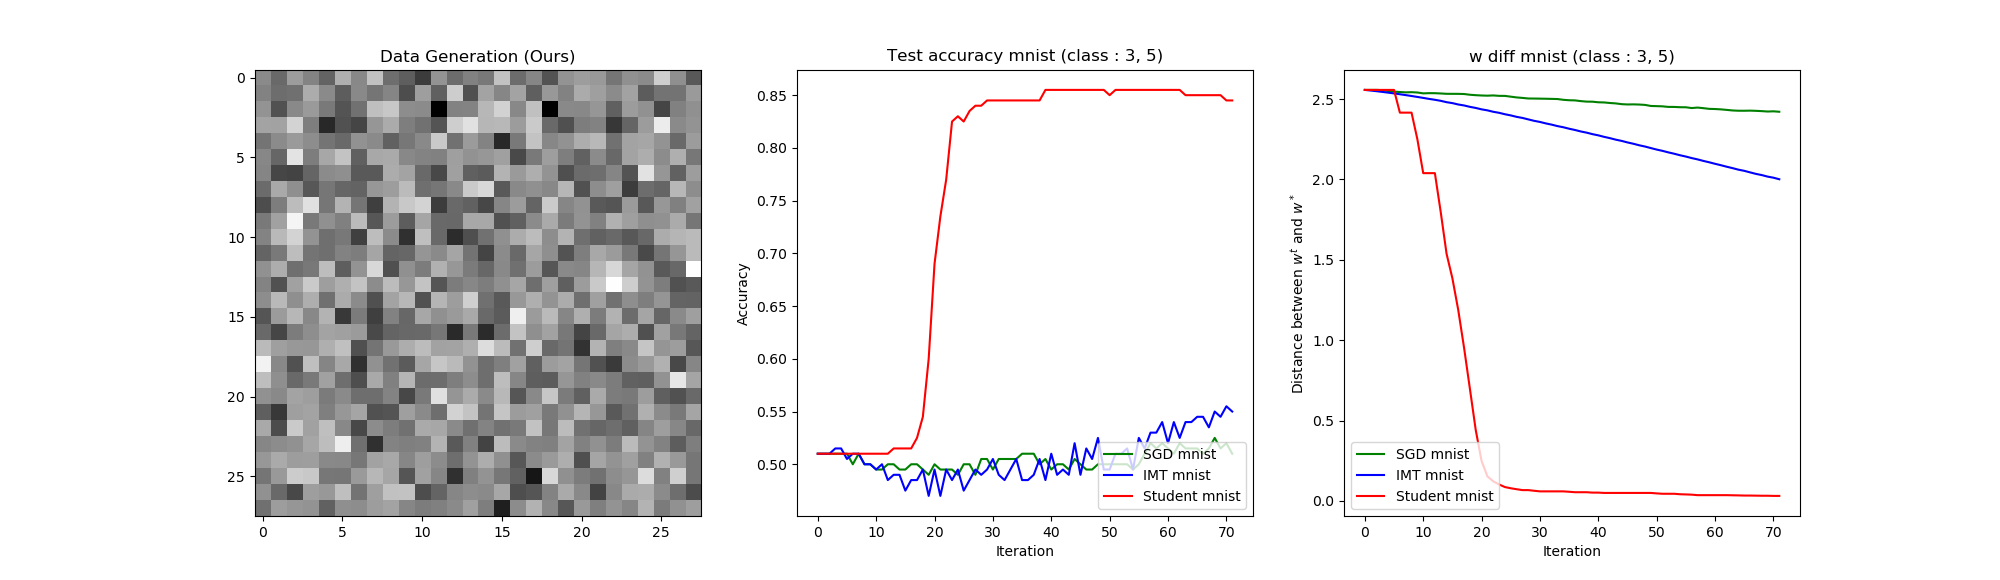 Data Generation (Ours)
0
5
10
15
20
25
0 5 10 15 20 25
Test accuracy mnist (class : 3, 5)
Accuracy
0.85
0.80
0.75
0.70
0.65
0.60
0.55
0.50
SGD mnist
IMT mnist
Student mnist
0 10 20 30 40 50 60 70
Iteration
w diff mnist (class : 3, 5)
Distance between w^t and w^*
2.5
2.0
1.5
1.0
0.5
0.0
SGD mnist
IMT mnist
Student mnist
0 10 20 30 40 50 60 70
Iteration